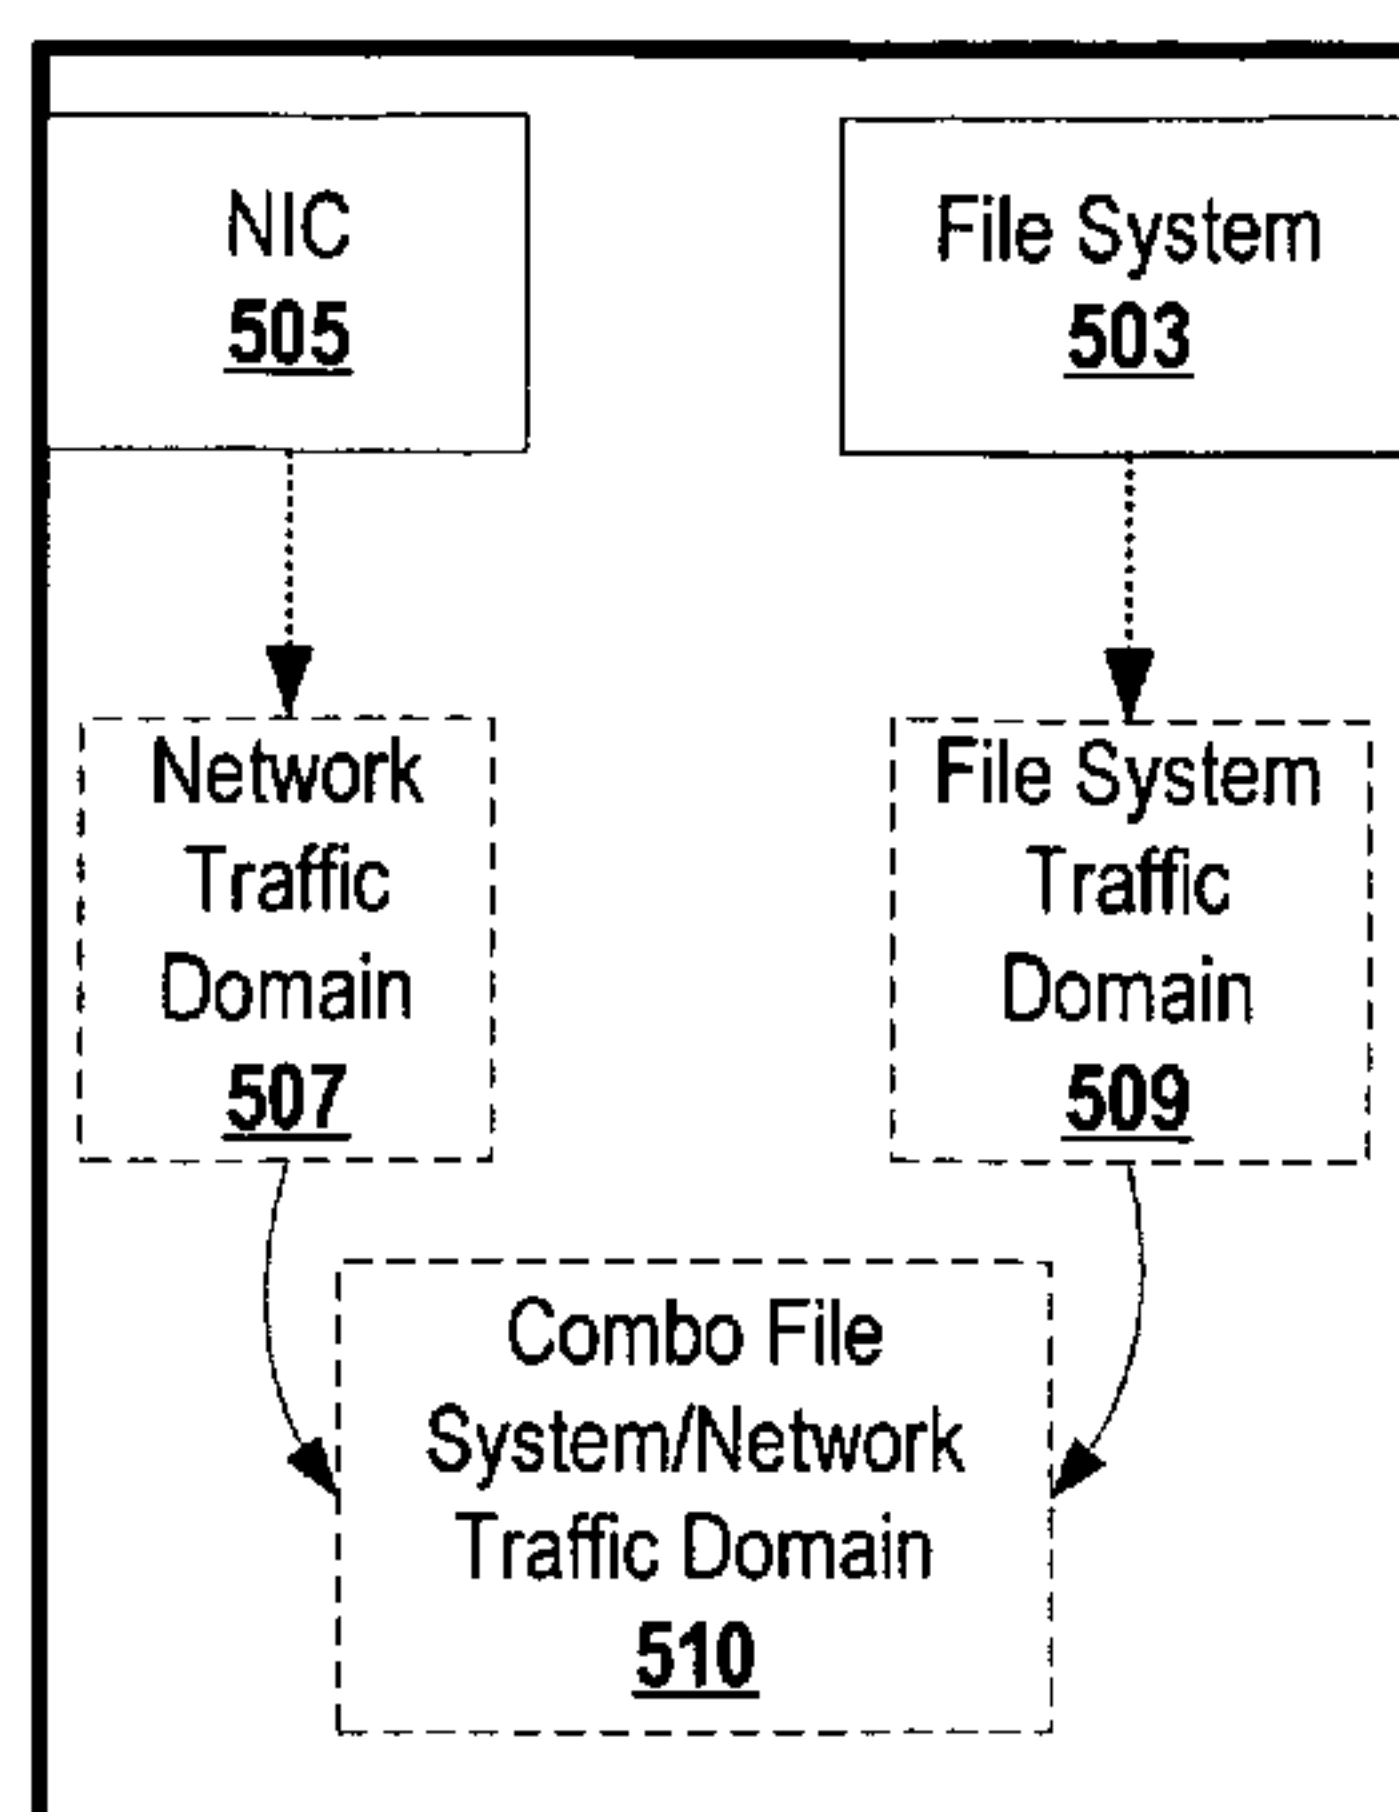 NIC
505
File System
503
Network
Traffic
Domain
507
File System
Traffic
Domain
509
Combo File
System/Network
Traffic Domain
510